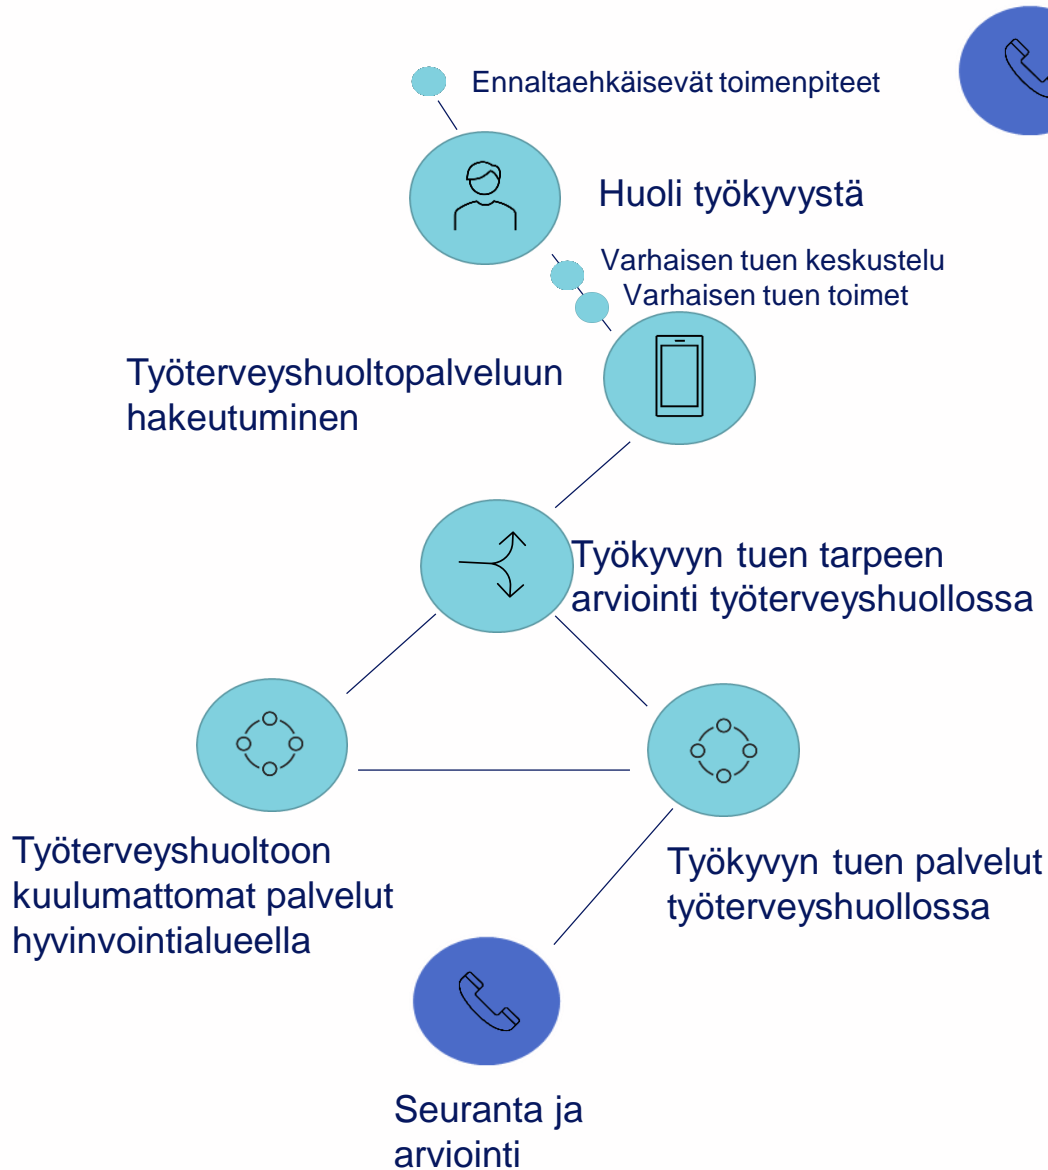 Ennaltaehkäisevät toimenpiteet
Huoli työkyvystä
Varhaisen tuen keskustelu
Varhaisen tuen toimet
Työterveyshuoltopalveluun
hakeutuminen
Työkyvyn tuen tarpeen
arviointi työterveyshuollossa
Työterveyshuoltoon
kuulumattomat palvelut
hyvinvointialueella
Työkyvyn tuen palvelut
työterveyshuollossa
Seuranta ja
arviointi